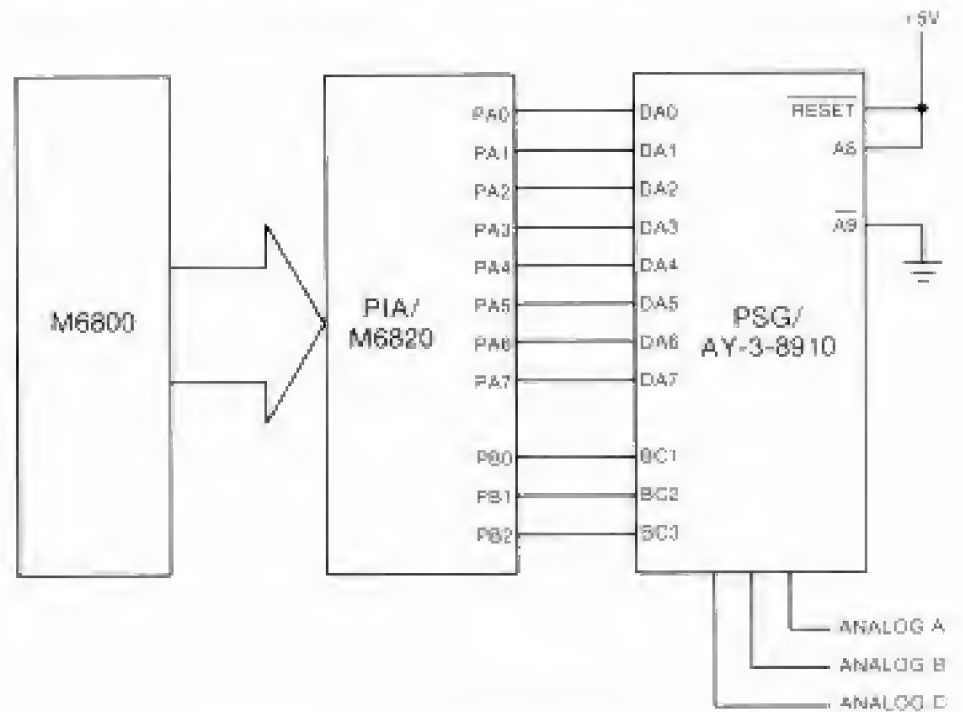 +5V
M6800
PIA/
M6820
PA0
PA1
PA2
PA3
PA4
PA5
PA6
PA7
PB0
PB1
PB2
DA0
DA1
DA2
DA3
DA4
DA5
DA6
DA7
BC1
BC2
BC3
PSG/
AY-3-8910
RESET
A8
A9
ANALOG A
ANALOG B
ANALOG C